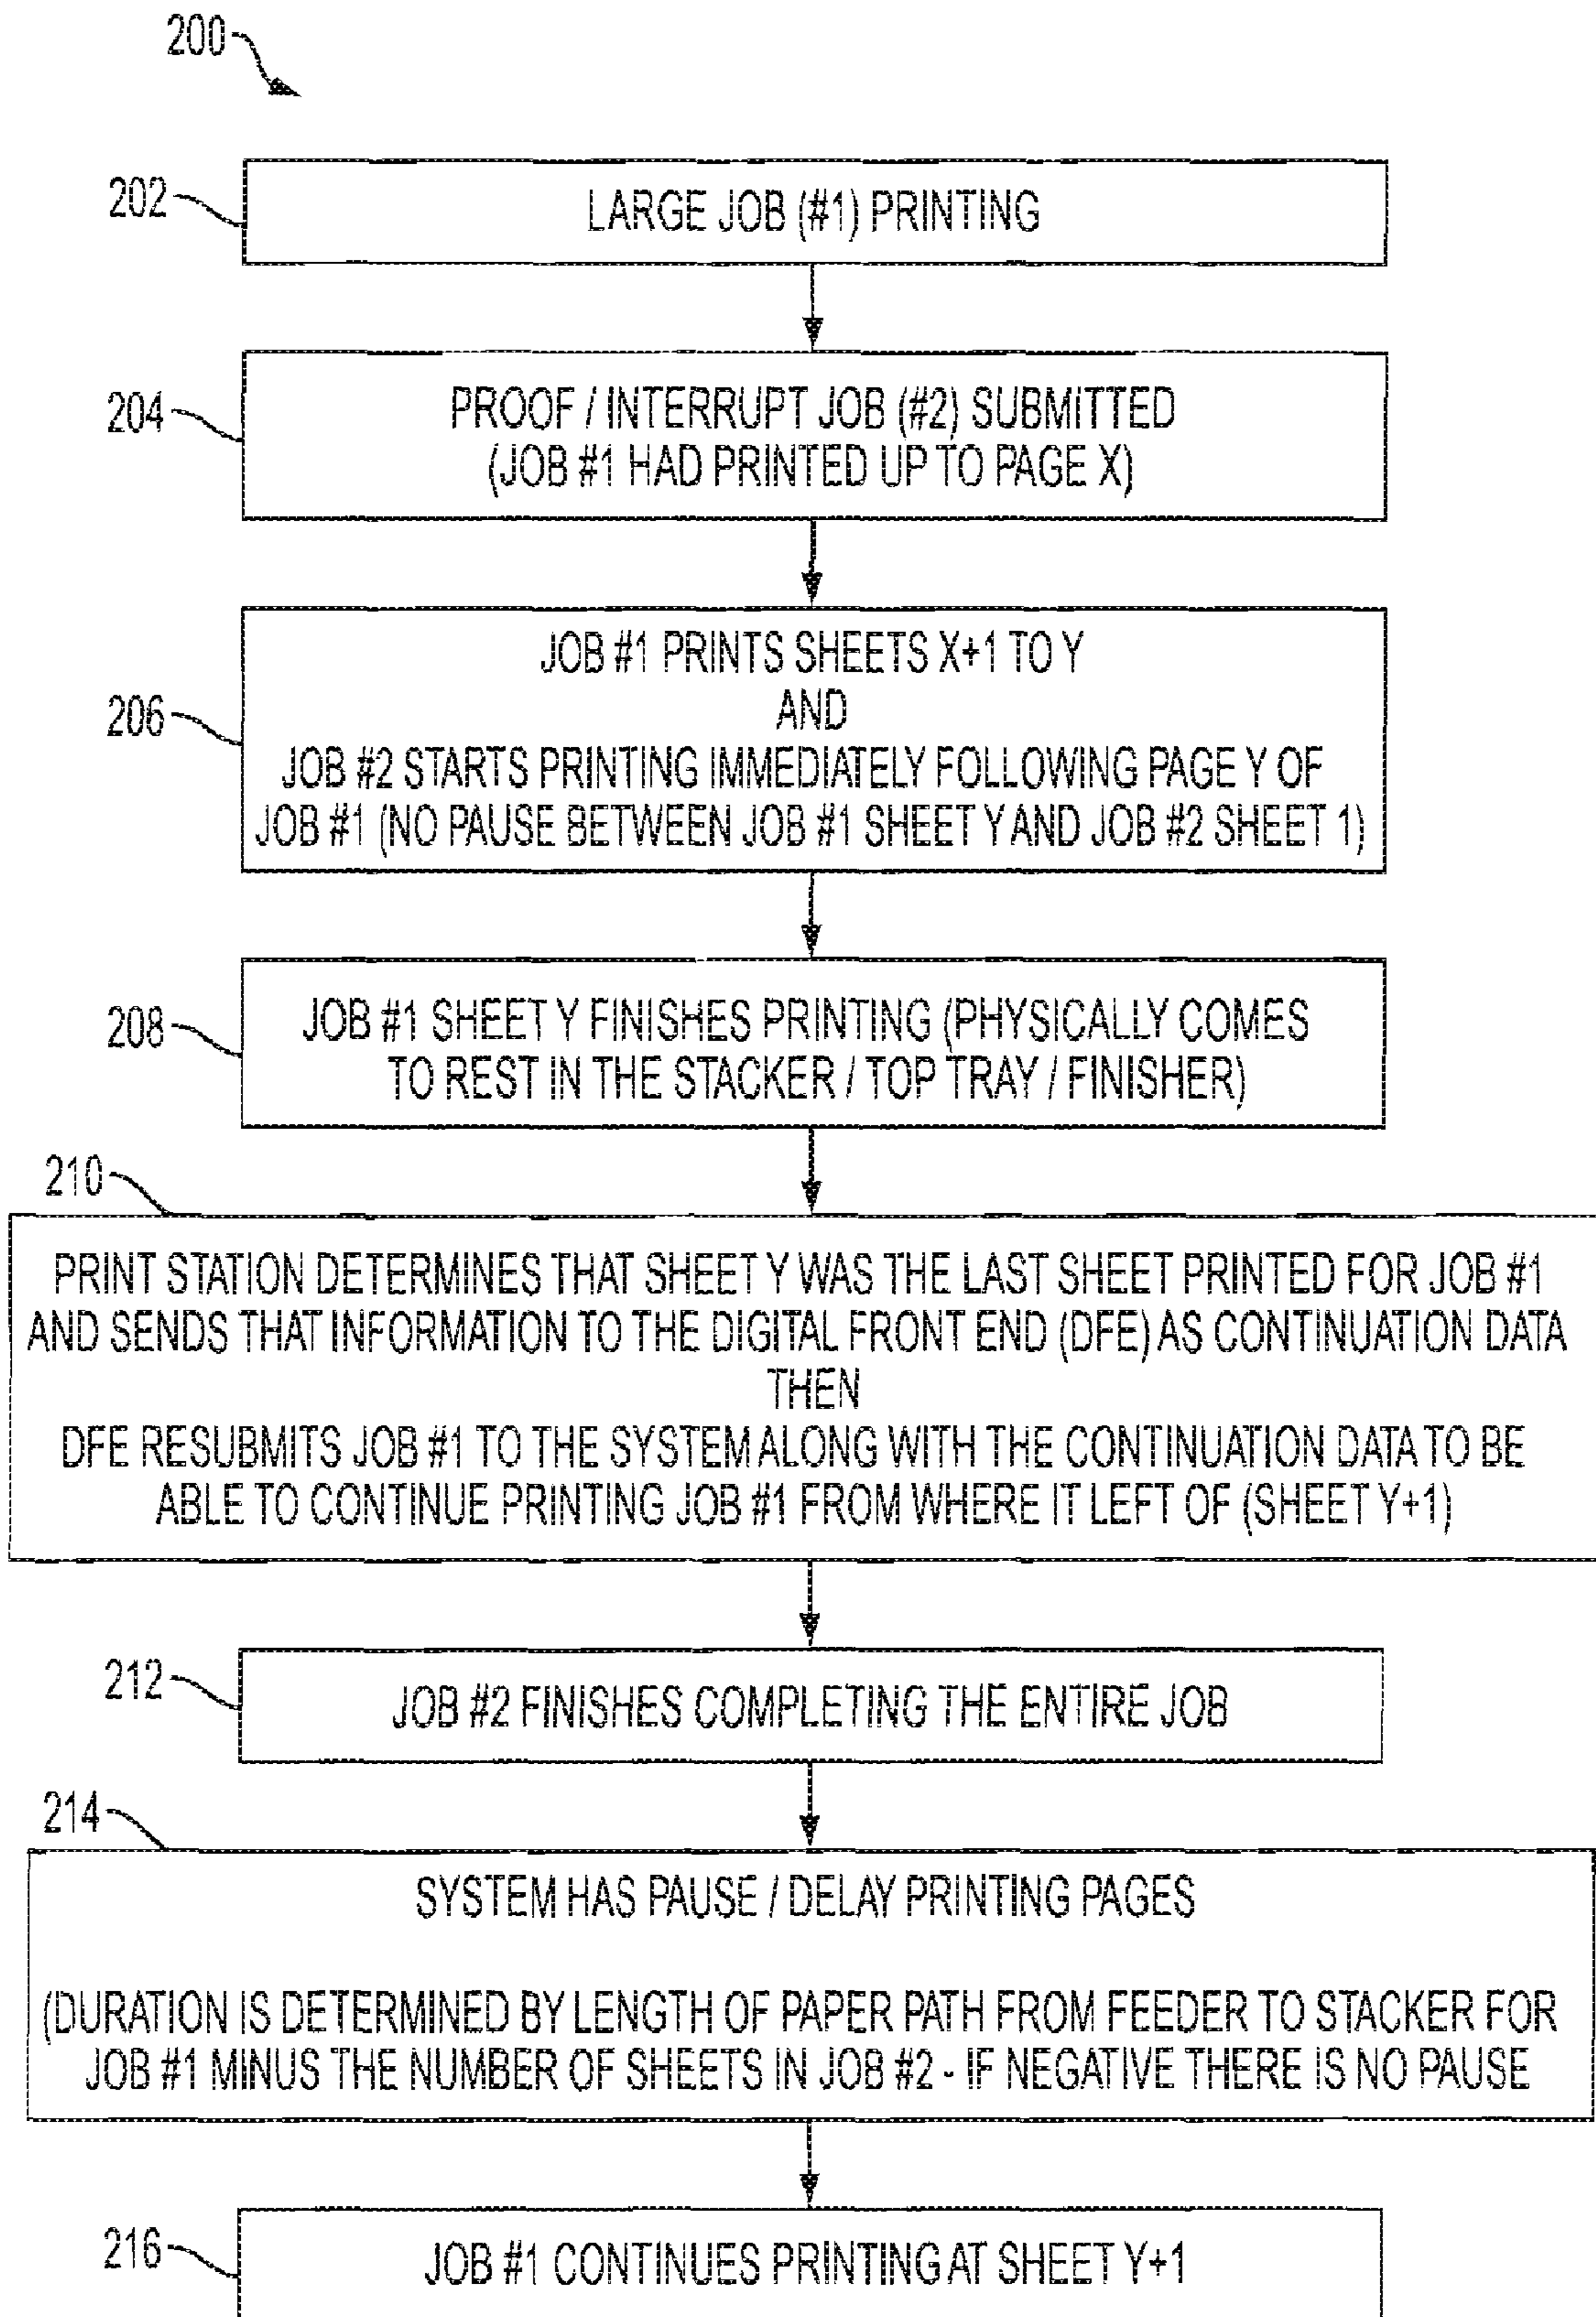 200
202
LARGE JOB (#1) PRINTING
204
PROOF / INTERRUPT JOB (#2) SUBMITTED
(JOB #1 HAD PRINTED UP TO PAGE X)
206
JOB #1 PRINTS SHEETS X+1 TO Y
AND
JOB #2 STARTS PRINTING IMMEDIATELY FOLLOWING PAGE Y OF
JOB #1 (NO PAUSE BETWEEN JOB #1 SHEET Y AND JOB #2 SHEET 1)
208
JOB #1 SHEET Y FINISHES PRINTING (PHYSICALLY COMES
TO REST IN THE STACKER / TOP TRAY / FINISHER)
210
PRINT STATION DETERMINES THAT SHEET Y WAS THE LAST SHEET PRINTED FOR JOB #1
AND SENDS THAT INFORMATION TO THE DIGITAL FRONT END (DFE) AS CONTINUATION DATA
THEN
DFE RESUBMITS JOB #1 TO THE SYSTEM ALONG WITH THE CONTINUATION DATA TO BE
ABLE TO CONTINUE PRINTING JOB #1 FROM WHERE IT LEFT OF (SHEET Y+1)
212
JOB #2 FINISHES COMPLETING THE ENTIRE JOB
214
SYSTEM HAS PAUSE / DELAY PRINTING PAGES
(DURATION IS DETERMINED BY LENGTH OF PAPER PATH FROM FEEDER TO STACKER FOR
JOB #1 MINUS THE NUMBER OF SHEETS IN JOB #2 - IF NEGATIVE THERE IS NO PAUSE
216
JOB #1 CONTINUES PRINTING AT SHEET Y+1